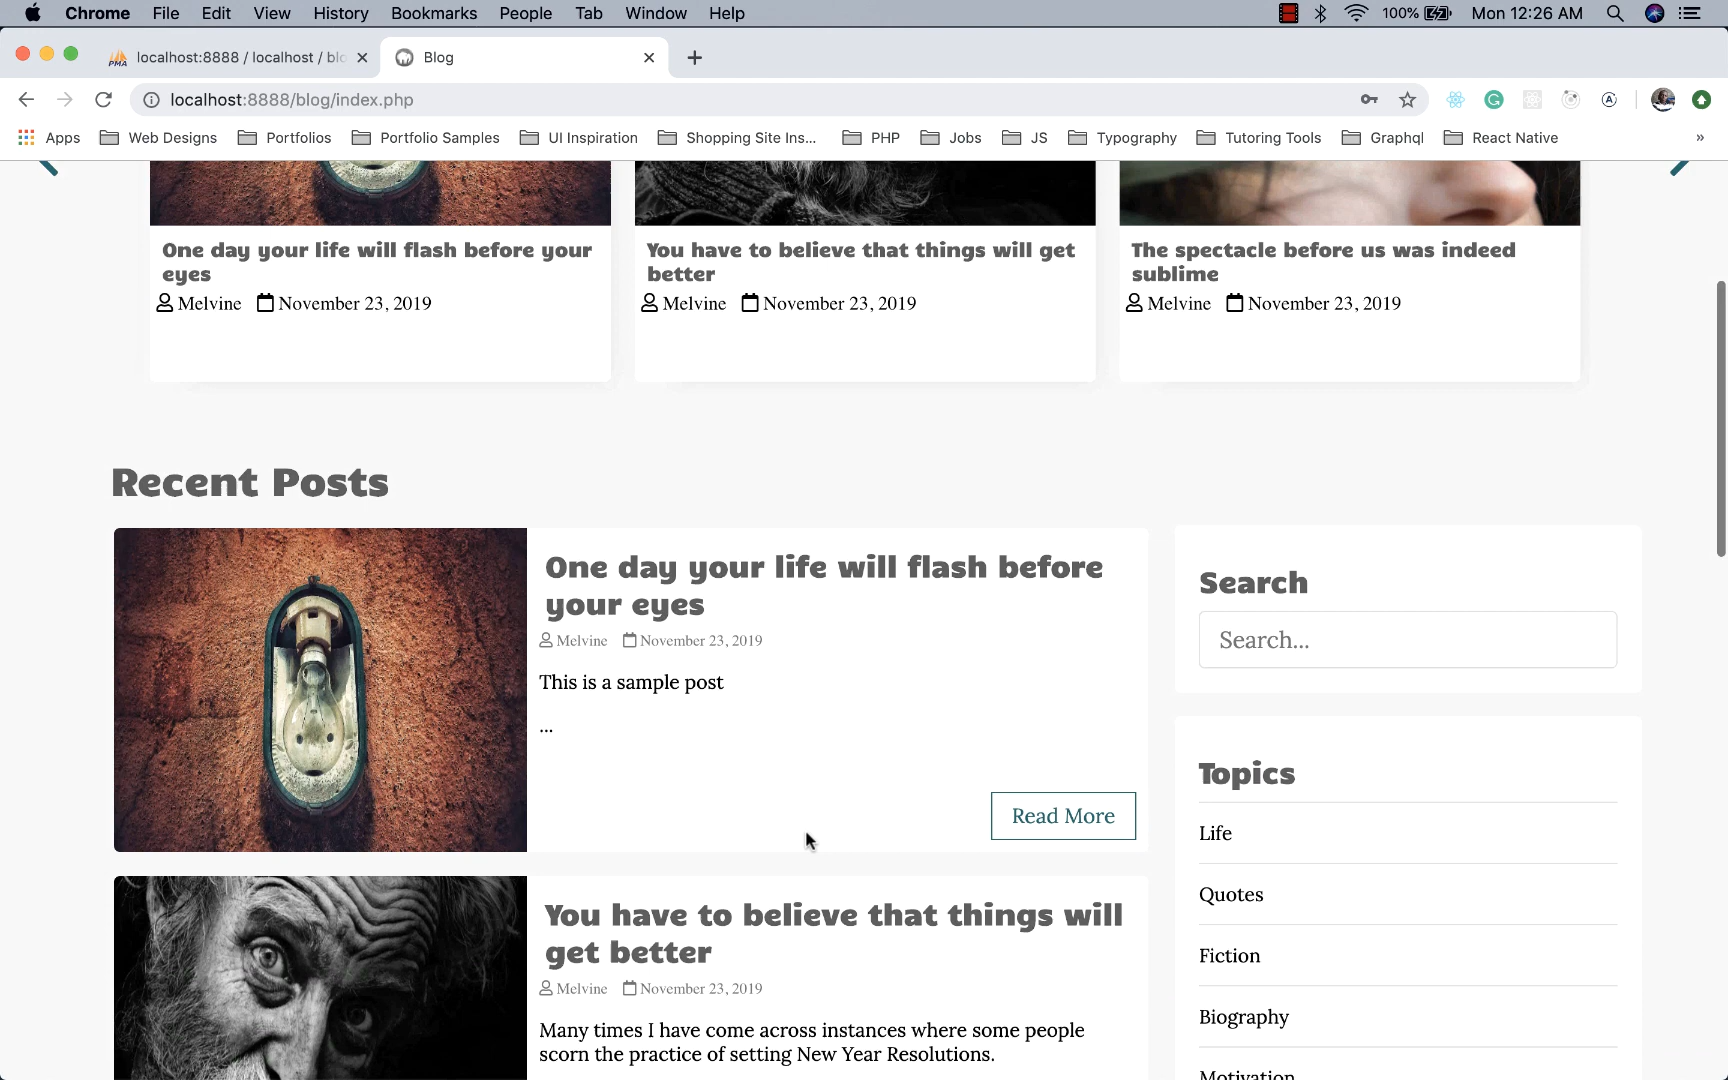 Chrome File Edit View History Bookmarks People Tab Window Help 100% Mon 12:26 AM
PMA localhost:8888 / localhost / blo Blog
localhost:8888/blog/index.php
Apps Web Designs Portfolios Portfolio Samples UI Inspiration Shopping Site Ins... PHP Jobs JS Typography Tutoring Tools Graphql React Native »
One day your life will flash before your
eyes
Melvine November 23, 2019
You have to believe that things will get
better
Melvine November 23, 2019
The spectacle before us was indeed
sublime
Melvine November 23, 2019
Recent Posts
One day your life will flash before
your eyes
Melvine November 23, 2019
This is a sample post
...
Read More
You have to believe that things will
get better
Melvine November 23, 2019
Many times I have come across instances where some people
scorn the practice of setting New Year Resolutions.
Search
Search...
Topics
Life
Quotes
Fiction
Biography
Motivation